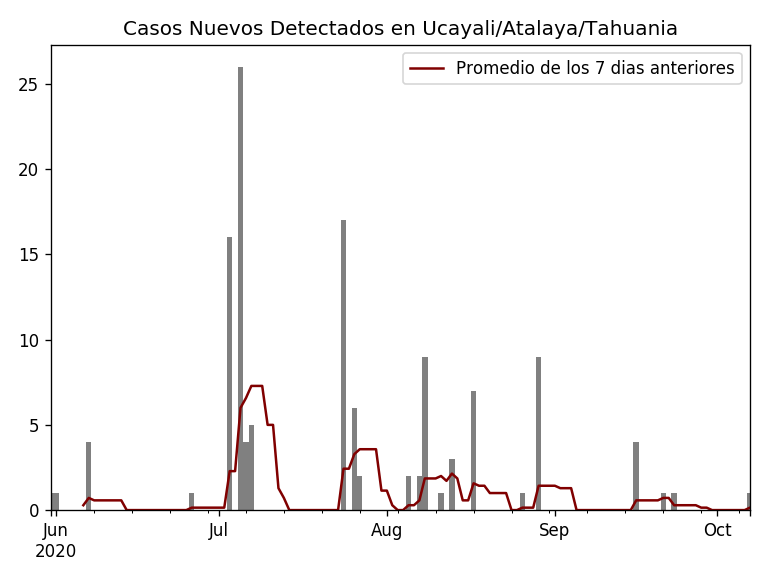 Casos Nuevos Detectados en Ucayali/Atalaya/Tahuania
Promedio de los 7 dias anteriores
25
20
15
10
5
0
Jun Jul Aug Sep Oct
2020